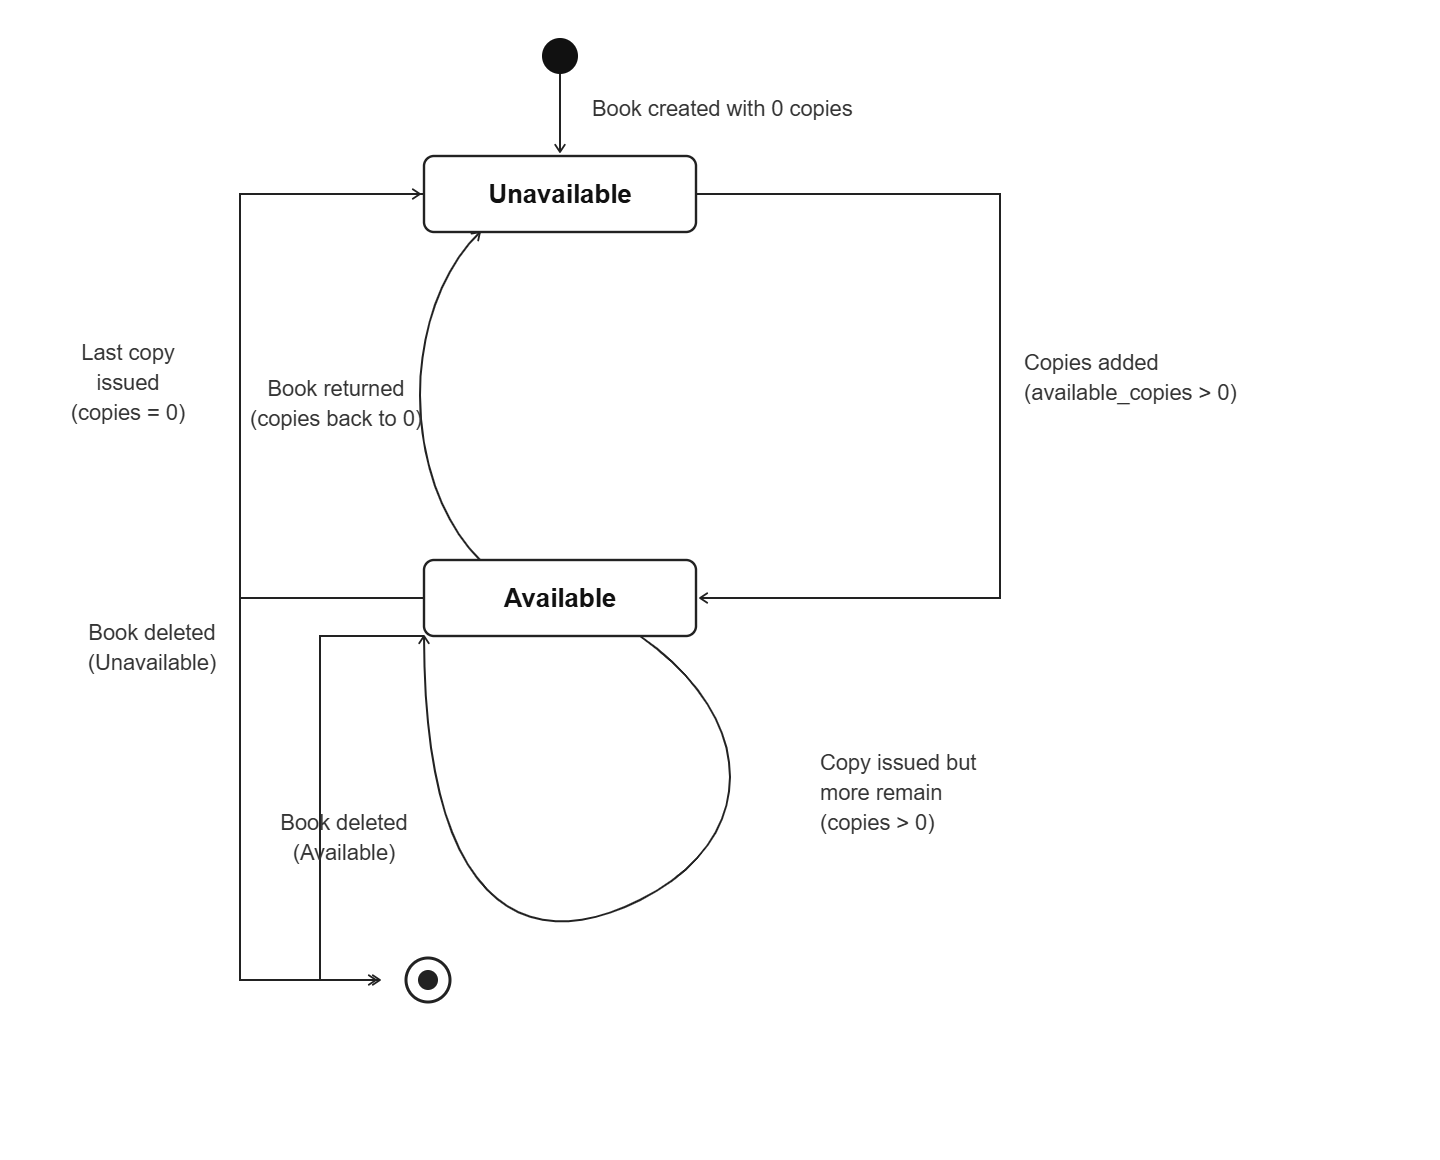 Book created with 0 copies
Unavailable
Last copy
issued
(copies = 0)
Book returned
(copies back to 0)
Copies added
(available_copies > 0)
Available
Book deleted
(Unavailable)
Copy issued but
more remain
(copies > 0)
Book deleted
(Available)